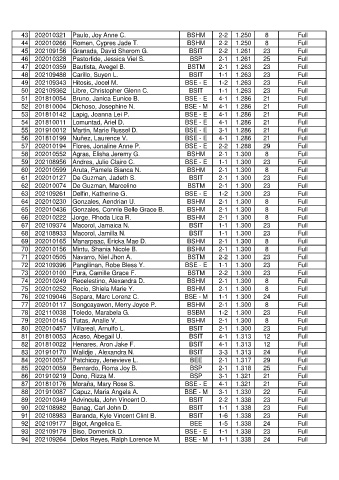 43 202010321 Paulo, Joy Anne C. BSHM 2-2 1.250 8 Full
44 202010266 Roman, Cypres Jade T. BSHM 2-2 1.250 8 Full
45 202109156 Granada, David Sherom G. BSIT 2-2 1.261 23 Full
46 202010328 Pastorfide, Jessica Viel S. BSP 2-1 1.261 25 Full
47 202010359 Bautista, Avegel B. BSTM 2-1 1.263 23 Full
48 202109488 Carillo, Suyen L. BSIT 1-1 1.263 23 Full
49 202109343 Hitosis, Jocel M. BSE - E 1-2 1.263 23 Full
50 202109362 Libre, Christopher Glenn C. BSIT 1-1 1.263 23 Full
51 201810054 Bruno, Janica Eunice B. BSE - E 4-1 1.286 21 Full
52 201810004 Dichoso, Josephine N. BSE - M 4-1 1.286 21 Full
53 201810142 Lapig, Joanna Lei P. BSE - E 4-1 1.286 21 Full
54 201810011 Lomuntad, Ariel D. BSE - E 4-1 1.286 21 Full
55 201910012 Martin, Marie Russel D. BSE - E 3-1 1.286 21 Full
56 201810199 Nuñez, Laurence V. BSE - E 4-1 1.286 21 Full
57 202010194 Flores, Jonaline Anne P. BSE - E 2-2 1.288 29 Full
58 202010552 Agras, Elisha Jeremy G. BSHM 2-1 1.300 8 Full
59 202108956 Andres, Julie Claire C. BSE - E 1-1 1.300 23 Full
60 202010599 Aruta, Pamela Bianca N. BSHM 2-1 1.300 8 Full
61 202010127 De Guzman, Jadeth S. BSIT 2-1 1.300 23 Full
62 202010074 De Guzman, Marcelino BSTM 2-1 1.300 23 Full
63 202109261 Delfin, Katherine G. BSE - E 1-2 1.300 23 Full
64 202010230 Gonzales, Aendrian U. BSHM 2-1 1.300 8 Full
65 202010436 Gonzales, Connie Belle Grace B. BSHM 2-1 1.300 8 Full
66 202010222 Jorge, Rhoda Lica R. BSHM 2-1 1.300 8 Full
67 202109374 Macorol, Jamaica N. BSIT 1-1 1.300 23 Full
68 202108933 Macorol, Jamilla N. BSIT 1-1 1.300 23 Full
69 202010165 Manarpaac, Ericka Mae D. BSHM 2-1 1.300 8 Full
70 202010156 Mintu, Shania Nicole B. BSHM 2-1 1.300 8 Full
71 202010505 Navarro, Niel Jhon A. BSTM 2-2 1.300 23 Full
72 202109396 Pangilinan, Robe Blessy Y. BSE - E 1-1 1.300 23 Full
73 202010100 Pura, Camille Grace F. BSTM 2-2 1.300 23 Full
74 202010249 Recelestino, Alexandra D. BSHM 2-1 1.300 8 Full
75 202010252 Rocio, Shiela Marie Y. BSHM 2-1 1.300 8 Full
76 202109046 Separa, Marc Lorenz C. BSE - M 1-1 1.300 24 Full
77 202010117 Songcayawon, Merry Joyce P. BSHM 2-1 1.300 8 Full
78 202110038 Toledo, Marabela G. BSBM 1-2 1.300 23 Full
79 202010145 Tutas, Analie V. BSHM 2-1 1.300 8 Full
80 202010457 Villareal, Arnulfo L. BSIT 2-1 1.300 23 Full
81 201810053 Acaso, Abegail U. BSIT 4-1 1.313 12 Full
82 201810022 Henares, Aron Jake F. BSIT 4-1 1.313 12 Full
83 201910170 Walidje , Alexandra N. BSIT 3-3 1.313 24 Full
84 202010057 Patchicoy, Jenevieve L. BEE 2-1 1.317 29 Full
85 202010059 Bernardo, Roma Joy B. BSP 2-1 1.318 25 Full
86 201910219 Dono, Rizza M. BSP 3-1 1.321 21 Full
87 201810176 Moraña, Mary Rose S. BSE - E 4-1 1.321 21 Full
88 201910087 Capuz, Maria Angela A. BSE - M 3-1 1.330 22 Full
89 202010349 Advincula, John Vincent D. BSIT 2-2 1.338 23 Full
90 202108982 Banag, Carl John D. BSIT 1-1 1.338 23 Full
91 202108983 Baranda, Kyle Vincent Clint B. BSIT 1-6 1.338 23 Full
92 202109177 Bigot, Angelica E. BEE 1-5 1.338 24 Full
93 202109179 Biso, Domenick D. BSE - E 1-1 1.338 23 Full
94 202109264 Delos Reyes, Ralph Lorence M. BSE - M 1-1 1.338 24 Full